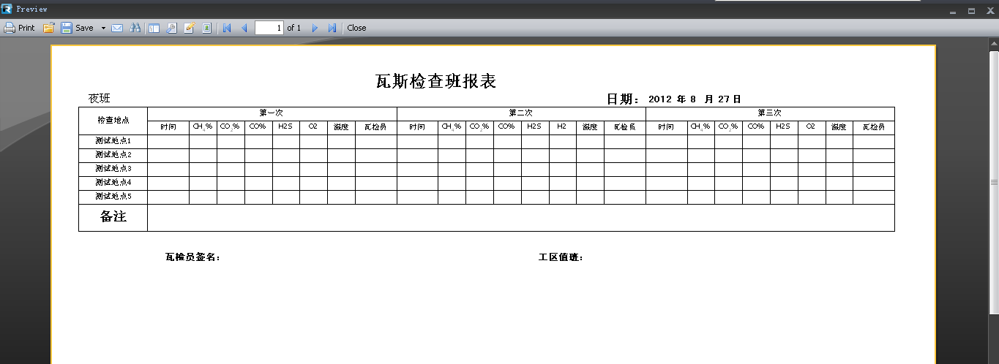 Preview
Print Save 1 of 1 Close
瓦斯检查班报表
夜班 日期： 2012 年 8 月 27 日
检查地点 第一次 第二次 第三次
时间 CH4% CO2% CO% H2S O2 温度 瓦检员 时间 CH4% CO2% CO% H2S H2 温度 瓦检员 时间 CH4% CO2% CO% H2S O2 温度 瓦检员
测试地点1
测试地点2
测试地点3
测试地点4
测试地点5
备注
瓦检员签名： 工区值班：